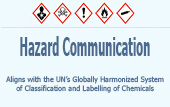 Hazard Communication
Aligns with the UN's Globally Harmonized System
of Classification and Labelling of Chemicals